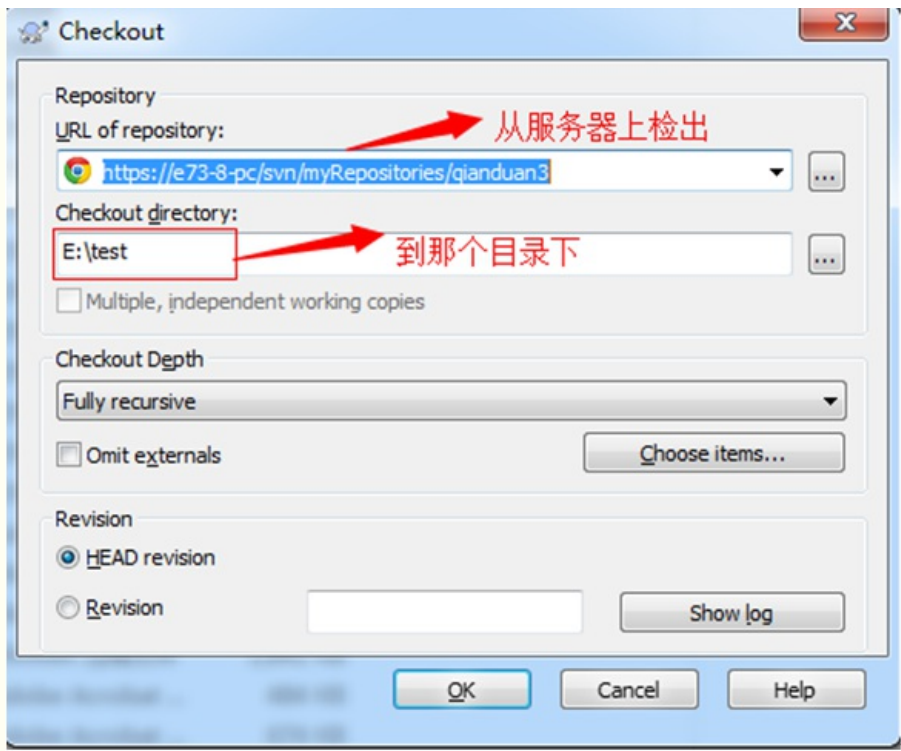 Checkout
Repository
URL of repository:
从服务器上检出
https://e73-8-pc/svn/myRepositories/qianduan3
...
Checkout directory:
E:\test
到那个目录下
...
Multiple, independent working copies
Checkout Depth
Fully recursive
Omit externals
Choose items...
Revision
HEAD revision
Revision
Show log
OK
Cancel
Help